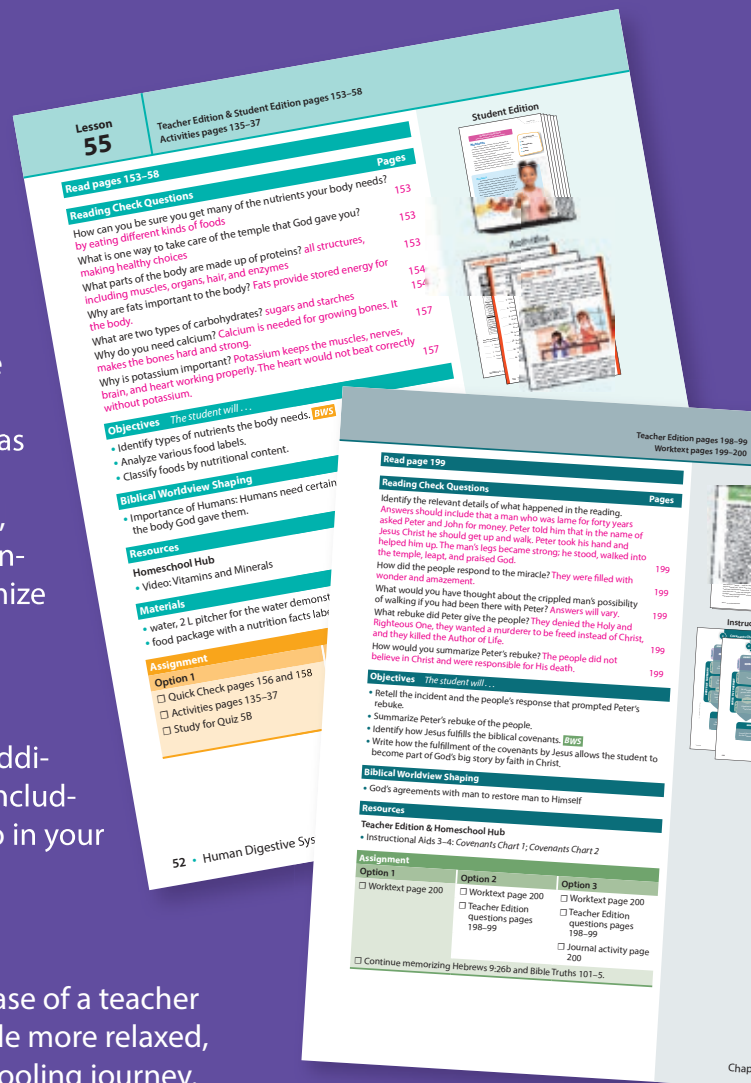 Lesson
55
Teacher Edition & Student Edition pages 153–58
Activities pages 135–37
Read pages 153–58
Reading Check Questions
Pages
How can you be sure you get many of the nutrients your body needs?
by eating different kinds of foods
153
What is one way to take care of the temple that God gave you?
making healthy choices
153
What parts of the body are made up of proteins? all structures,
including muscles, organs, hair, and enzymes
153
Why are fats important to the body? Fats provide stored energy for
the body.
154
What are two types of carbohydrates? sugars and starches
154
Why do you need calcium? Calcium is needed for growing bones. It
makes the bones hard and strong.
157
Why is potassium important? Potassium keeps the muscles, nerves,
brain, and heart working properly. The heart would not beat correctly
without potassium.
157
Objectives The student will . . .
• Identify types of nutrients the body needs. BWS
• Analyze various food labels.
• Classify foods by nutritional content.
Biblical Worldview Shaping
• Importance of Humans: Humans need certain
the body God gave them.
Resources
Homeschool Hub
• Video: Vitamins and Minerals
Materials
• water, 2 L pitcher for the water demonst
• food package with a nutrition facts labe
Assignment
Option 1
❒ Quick Check pages 156 and 158
❒ Activities pages 135–37
❒ Study for Quiz 5B
52 • Human Digestive Sys
Student Edition
Activities
Teacher Edition pages 198–99
Worktext pages 199–200
Read page 199
Reading Check Questions
Pages
Identify the relevant details of what happened in the reading.
Answers should include that a man who was lame for forty years
asked Peter and John for money. Peter told him that in the name of
Jesus Christ he should get up and walk. Peter took his hand and
helped him up. The man's legs became strong; he stood, walked into
the temple, leapt, and praised God.
199
How did the people respond to the miracle? They were filled with
wonder and amazement.
199
What would you have thought about the crippled man's possibility
of walking if you had been there with Peter? Answers will vary.
199
What rebuke did Peter give the people? They denied the Holy and
Righteous One, they wanted a murderer to be freed instead of Christ,
and they killed the Author of Life.
199
How would you summarize Peter's rebuke? The people did not
believe in Christ and were responsible for His death.
199
Objectives The student will . . .
• Retell the incident and the people's response that prompted Peter's
rebuke.
• Summarize Peter's rebuke of the people.
• Identify how Jesus fulfills the biblical covenants. BWS
• Write how the fulfillment of the covenants by Jesus allows the student to
become part of God's big story by faith in Christ.
Biblical Worldview Shaping
• God's agreements with man to restore man to Himself
Resources
Teacher Edition & Homeschool Hub
• Instructional Aids 3–4: Covenants Chart 1; Covenants Chart 2
Assignment
Option 1
❒ Worktext page 200
Option 2
❒ Worktext page 200
❒ Teacher Edition
questions pages
198–99
Option 3
❒ Worktext page 200
❒ Teacher Edition
questions pages
198–99
❒ Journal activity page
200
❒ Continue memorizing Hebrews 9:26b and Bible Truths 101–5.
Instruc
Chap
as
,
n-
nize
ddi-
nclud-
o in your
ase of a teacher
le more relaxed,
ooling journey.